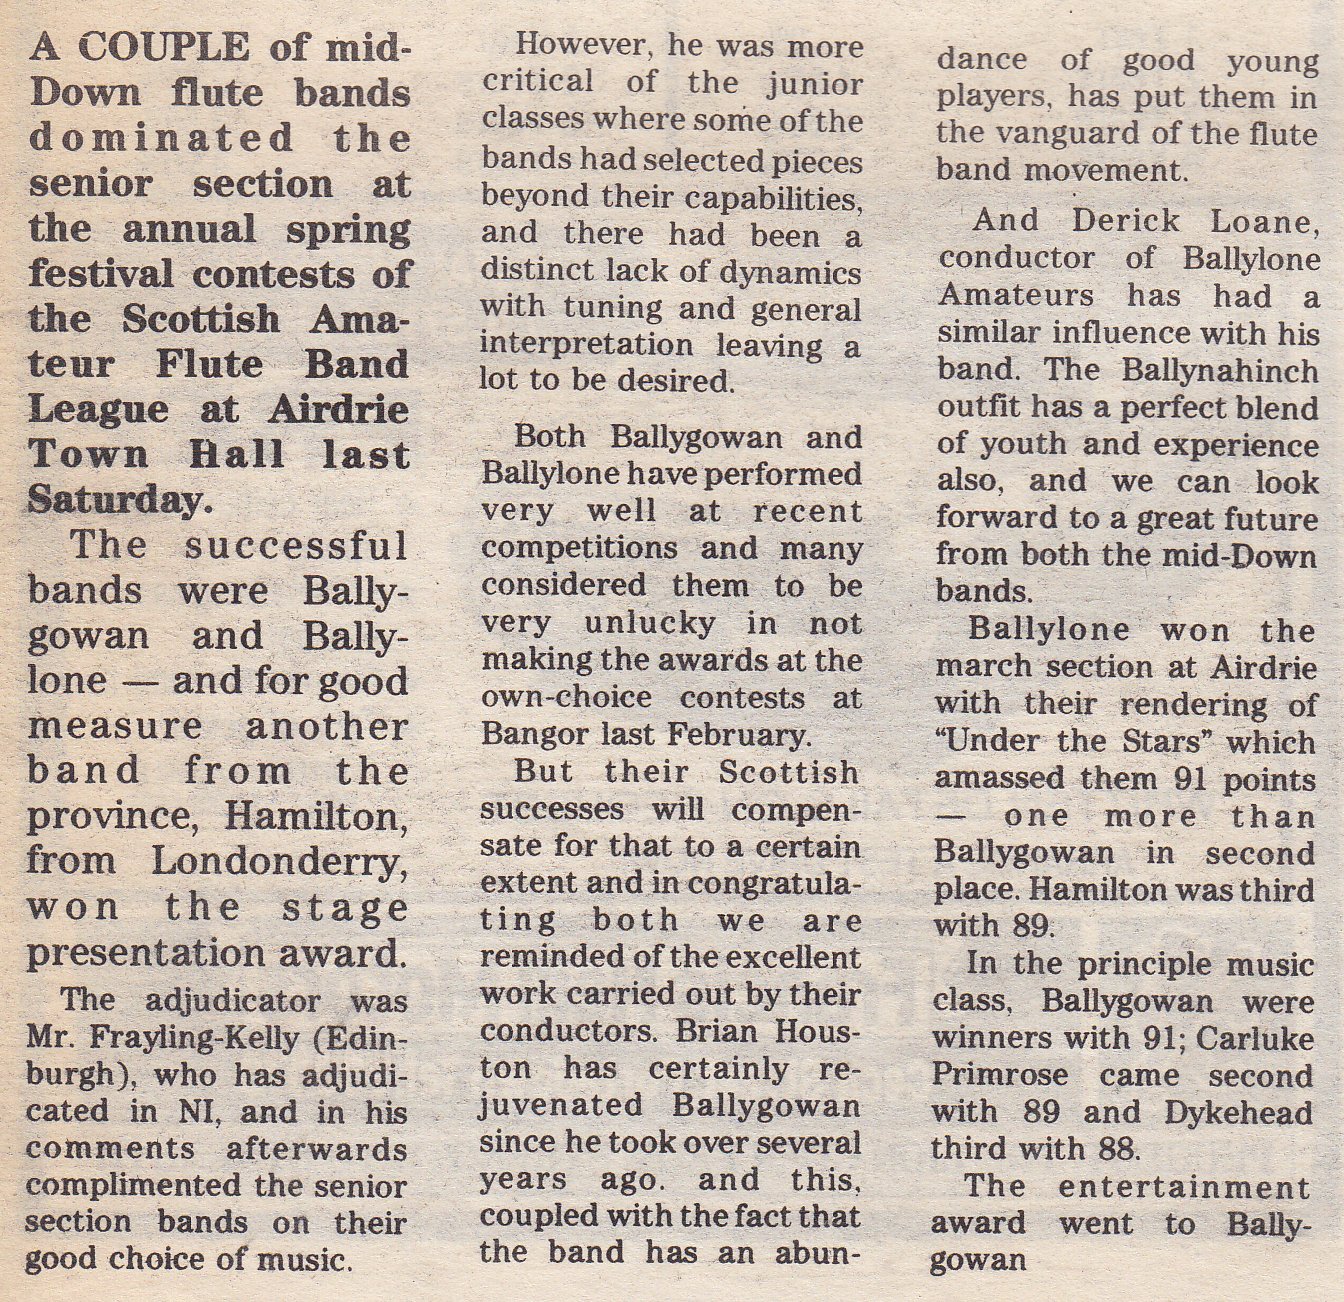 A COUPLE of mid-
Down flute bands
dominated the
senior section at
the annual spring
festival contests of
the Scottish Ama-
teur Flute Band
League at Airdrie
Town Hall last
Saturday.
The successful
bands were Bally-
gowan and Bally-
lone — and for good
measure another
band from the
province, Hamilton,
from Londonderry,
won the stage
presentation award.
The adjudicator was
Mr. Frayling-Kelly (Edin-
burgh), who has adjudi-
cated in NI, and in his
comments afterwards
complimented the senior
section bands on their
good choice of music.
However, he was more
critical of the junior
classes where some of the
bands had selected pieces
beyond their capabilities,
and there had been a
distinct lack of dynamics
with tuning and general
interpretation leaving a
lot to be desired.
Both Ballygowan and
Ballylone have performed
very well at recent
competitions and many
considered them to be
very unlucky in not
making the awards at the
own-choice contests at
Bangor last February.
But their Scottish
successes will compen-
sate for that to a certain
extent and in congratula-
ting both we are
reminded of the excellent
work carried out by their
conductors. Brian Hous-
ton has certainly re-
juvenated Ballygowan
since he took over several
years ago. and this,
coupled with the fact that
the band has an abun-
dance of good young
players, has put them in
the vanguard of the flute
band movement.
And Derick Loane,
conductor of Ballylone
Amateurs has had a
similar influence with his
band. The Ballynahinch
outfit has a perfect blend
of youth and experience
also, and we can look
forward to a great future
from both the mid-Down
bands.
Ballylone won the
march section at Airdrie
with their rendering of
“Under the Stars” which
amassed them 91 points
— one more than
Ballygowan in second
place. Hamilton was third
with 89.
In the principle music
class, Ballygowan were
winners with 91; Carluke
Primrose came second
with 89 and Dykehead
third with 88.
The entertainment
award went to Bally-
gowan